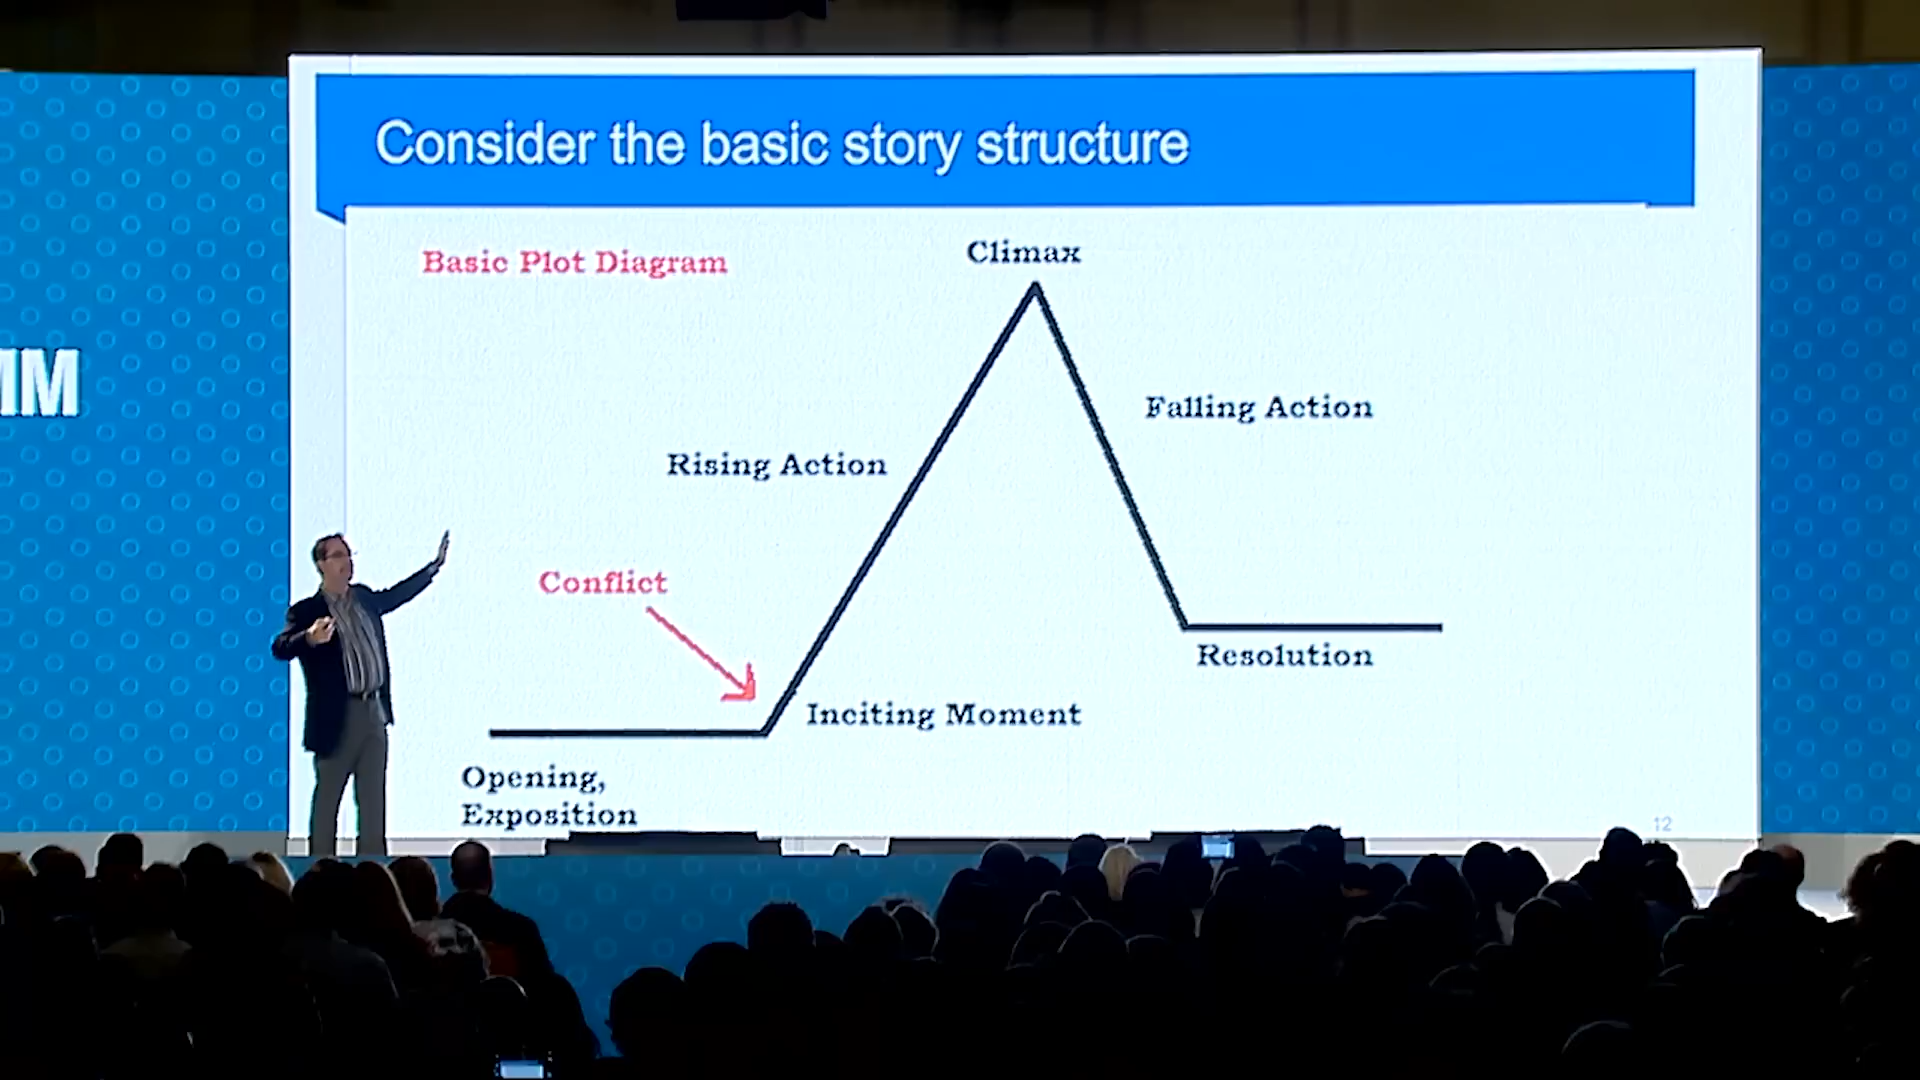 Consider the basic story structure
Basic Plot Diagram
Climax
Falling Action
Rising Action
Conflict
Resolution
Inciting Moment
Opening,
Exposition
12